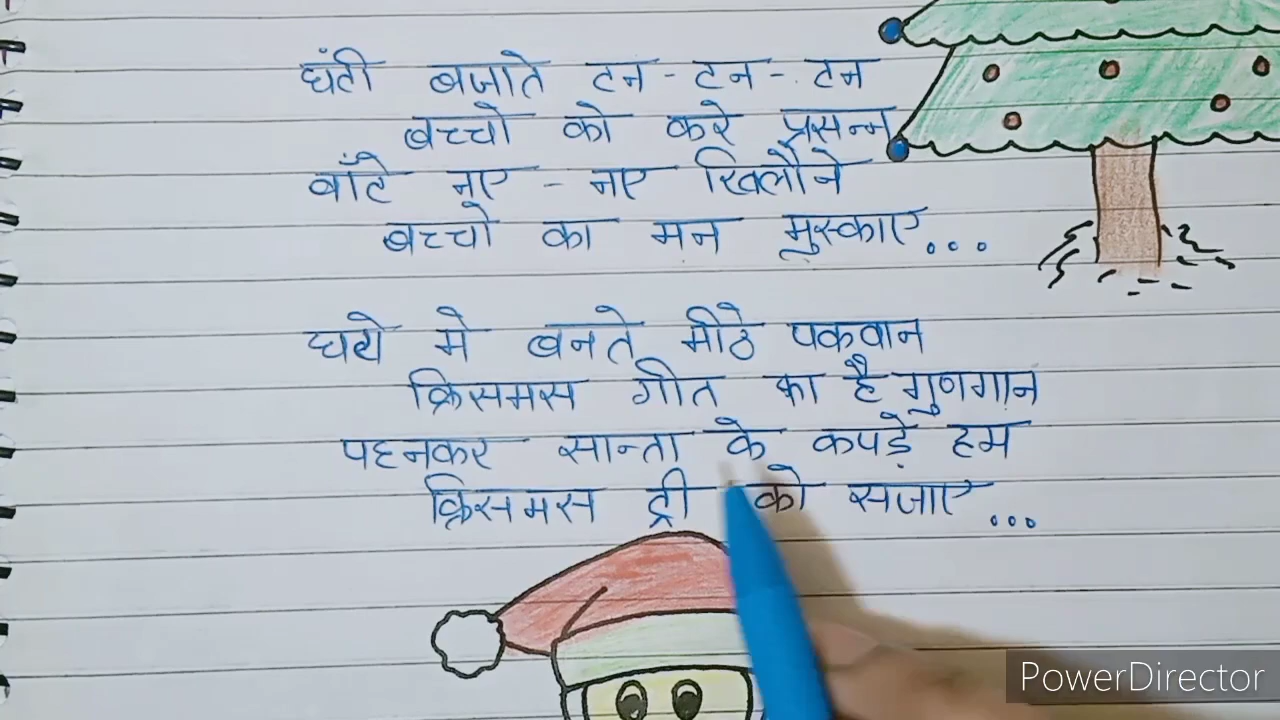 घंटी बजाते टन-टन-टन
बच्चो को करे प्रसन्न
बाँटे नए-नए खिलौने
बच्चो का मन मुस्काए...
घरो मे बनते मीठे पकवान
क्रिसमस गीत का है गुणगान
पहनकर सान्ता के कपड़े हम
क्रिसमस ट्री को सजाए...
PowerDirector